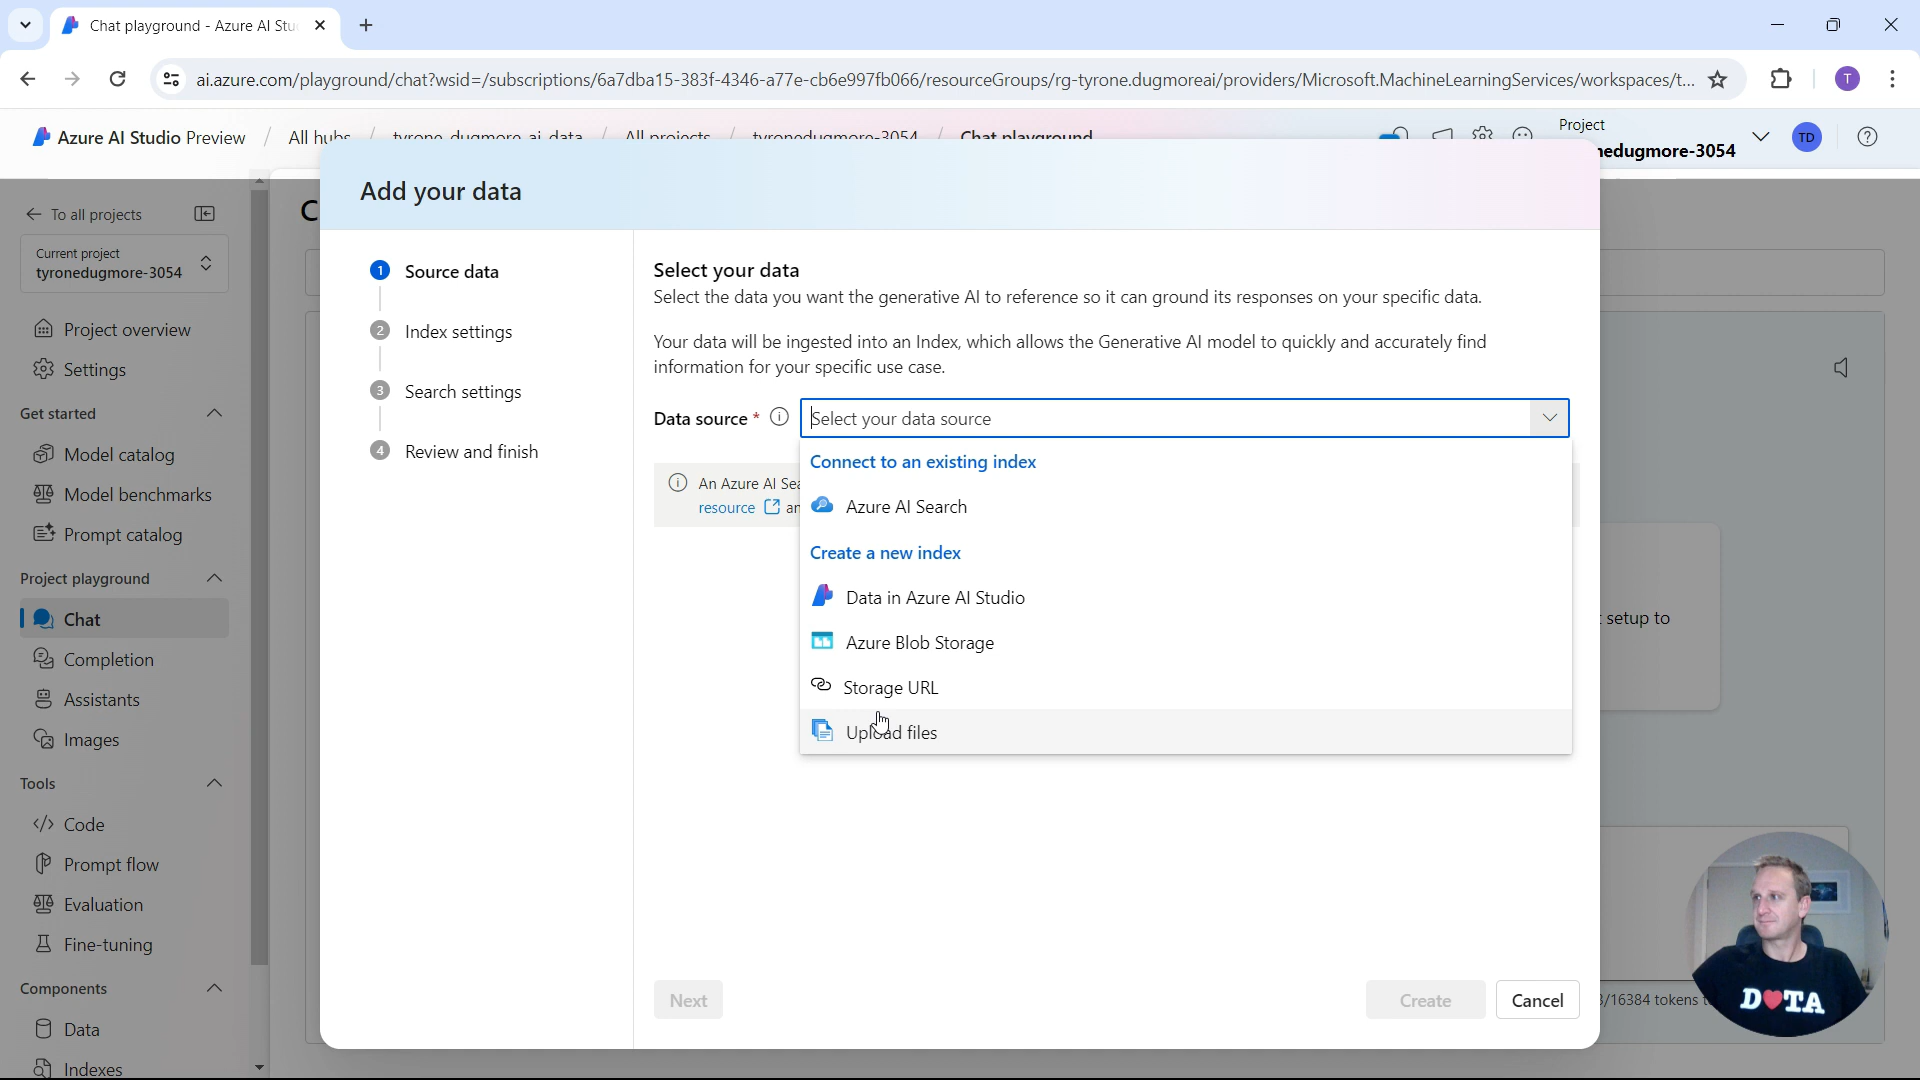 Chat playground - Azure AI Stu
ai.azure.com/playground/chat?wsid=/subscriptions/6a7dba15-383f-4346-a77e-cb6e997fb066/resourceGroups/rg-tyrone.dugmoreai/providers/Microsoft.MachineLearningServices/workspaces/t...
T
Azure AI Studio Preview / All hubs / tyrone_dugmore_ai_data / All projects / tyronedugmore-3054 / Chat playground
Project
nedugmore-3054
TD
To all projects
Current project
tyronedugmore-3054
Project overview
Settings
Get started
Model catalog
Model benchmarks
Prompt catalog
Project playground
Chat
Completion
Assistants
Images
Tools
Code
Prompt flow
Evaluation
Fine-tuning
Components
Data
Indexes
C
Add your data
1 Source data
2 Index settings
3 Search settings
4 Review and finish
Select your data
Select the data you want the generative AI to reference so it can ground its responses on your specific data.
Your data will be ingested into an Index, which allows the Generative AI model to quickly and accurately find
information for your specific use case.
Data source * Select your data source
An Azure AI Sea
resource an
Connect to an existing index
Azure AI Search
Create a new index
Data in Azure AI Studio
Azure Blob Storage
Storage URL
Upload files
Next
Create
Cancel
setup to
/16384 tokens t
D♥TA